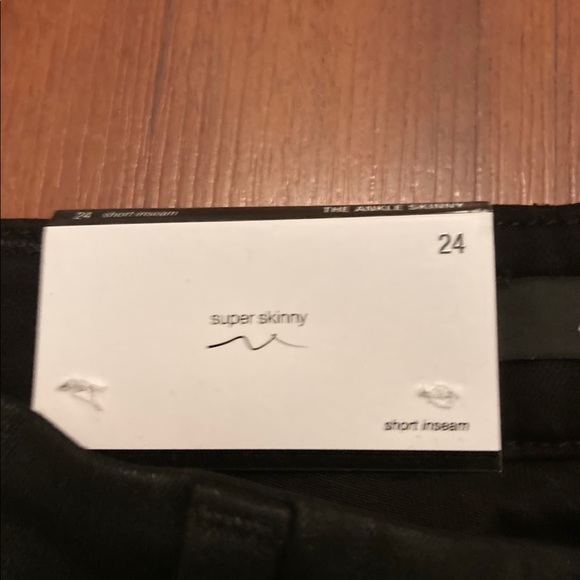 24 short inseam THE ANKLE SKINNY
24
super skinny
short inseam